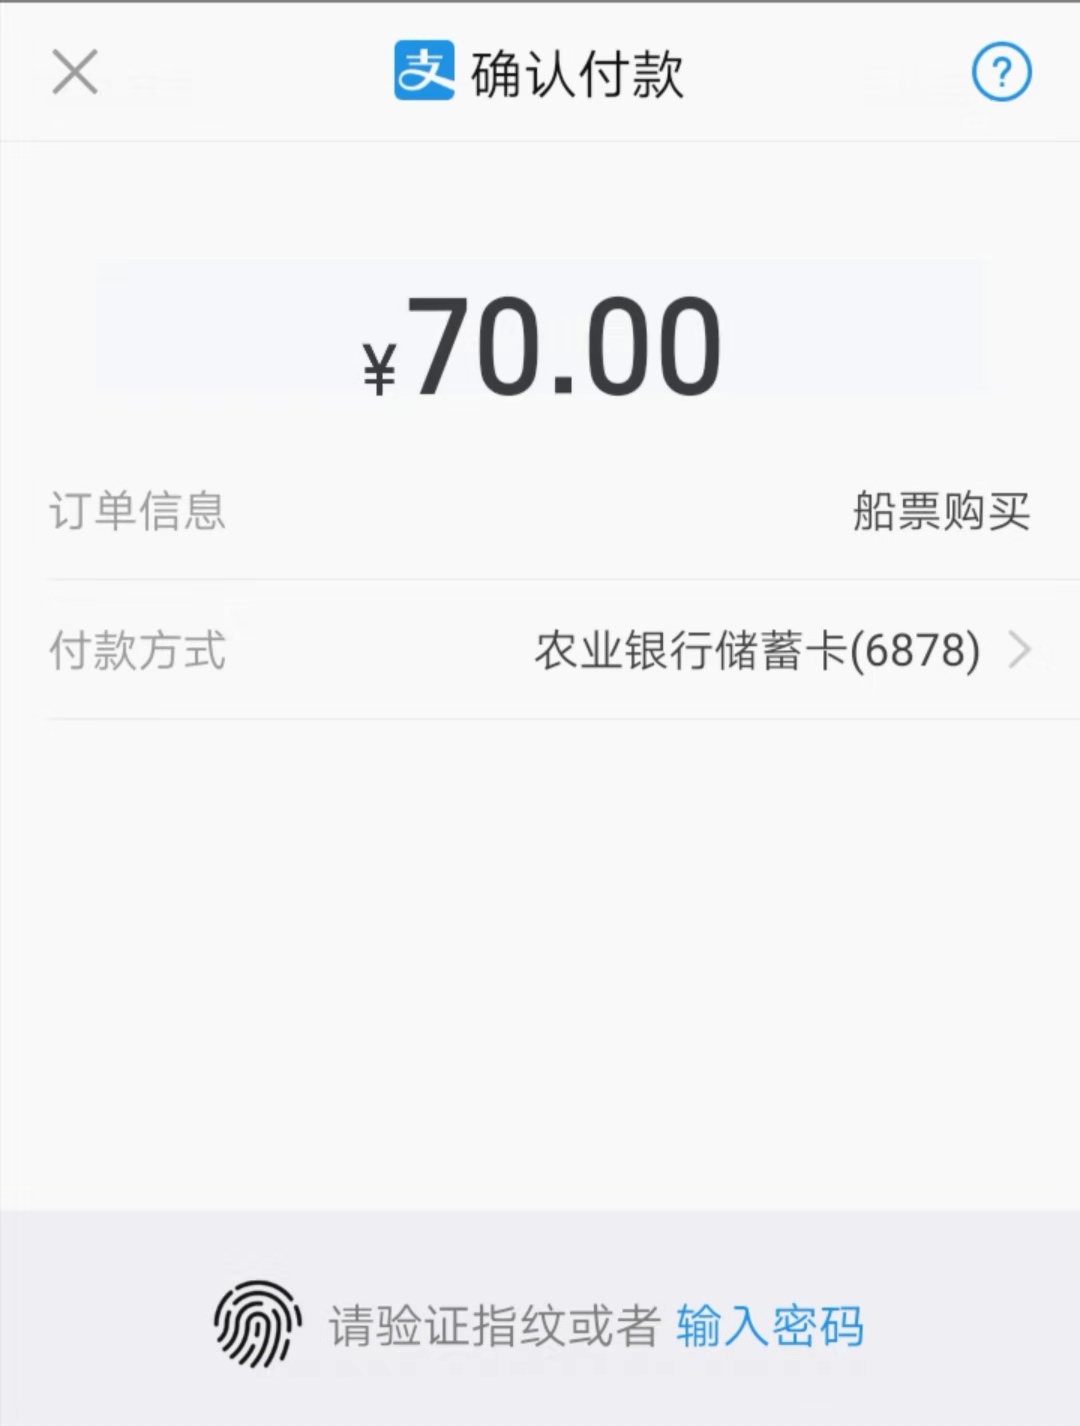 支 确认付款 ?
¥70.00
订单信息 船票购买
付款方式 农业银行储蓄卡(6878)
请验证指纹或者 输入密码